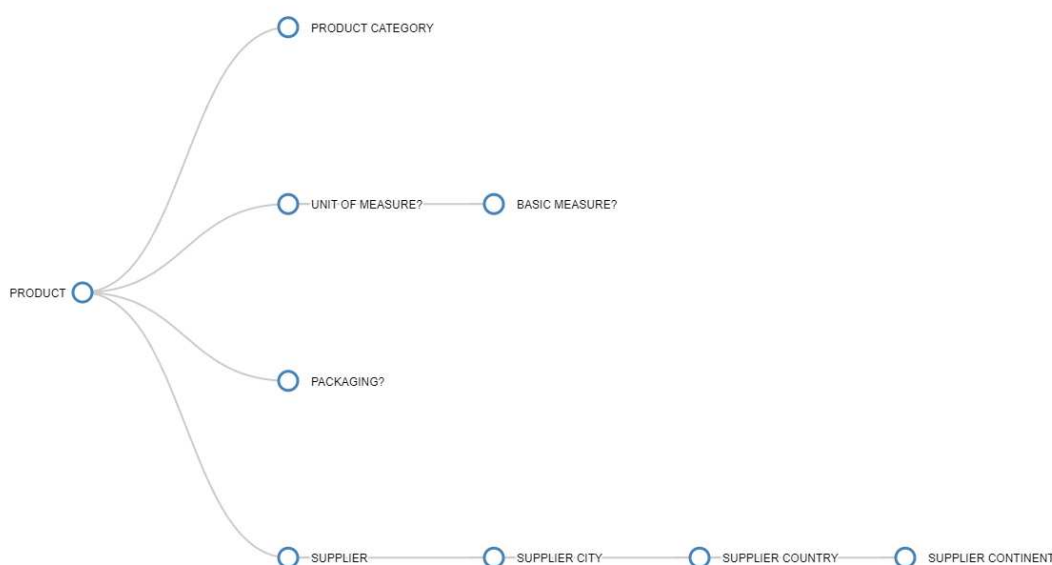 PRODUCT CATEGORY
UNIT OF MEASURE? BASIC MEASURE?
PRODUCT
PACKAGING?
SUPPLIER SUPPLIER CITY SUPPLIER COUNTRY SUPPLIER CONTINENT